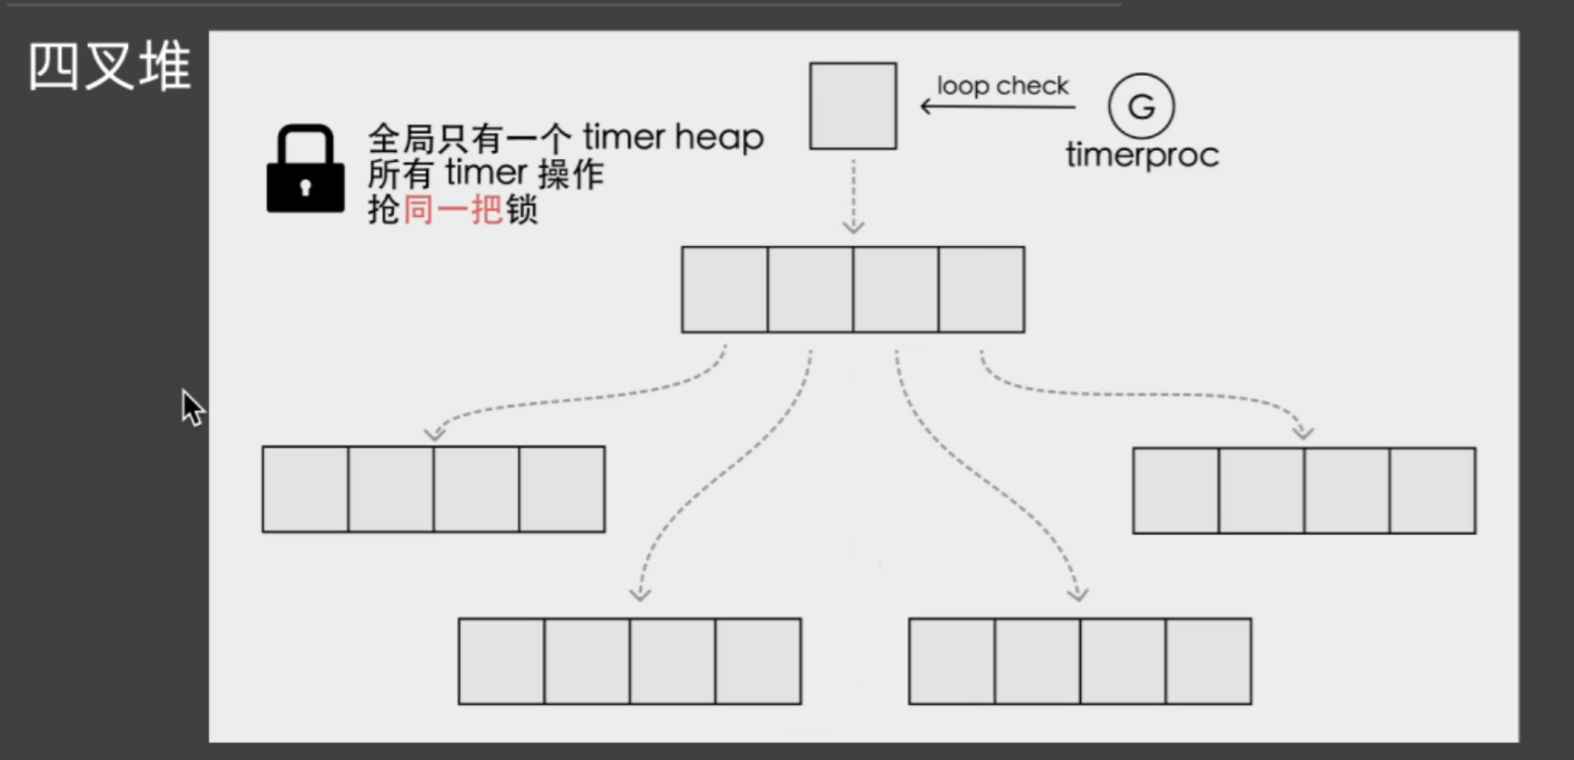 四叉堆
全局只有一个 timer heap
所有 timer 操作
抢同一把锁
loop check
G
timerproc